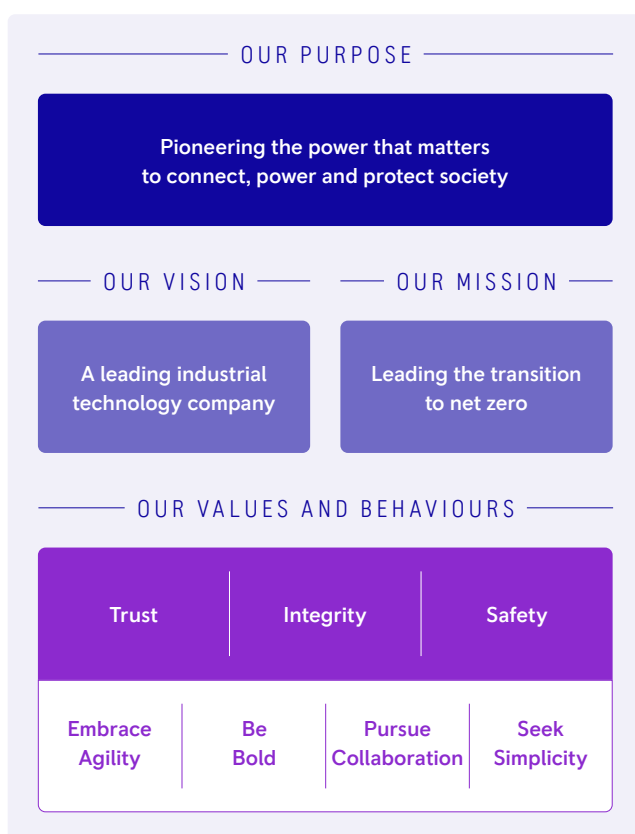 OUR PURPOSE
Pioneering the power that matters
to connect, power and protect society
OUR VISION
A leading industrial
technology company
OUR MISSION
Leading the transition
to net zero
OUR VALUES AND BEHAVIOURS
Trust
Integrity
Safety
Embrace
Agility
Be
Bold
Pursue
Collaboration
Seek
Simplicity